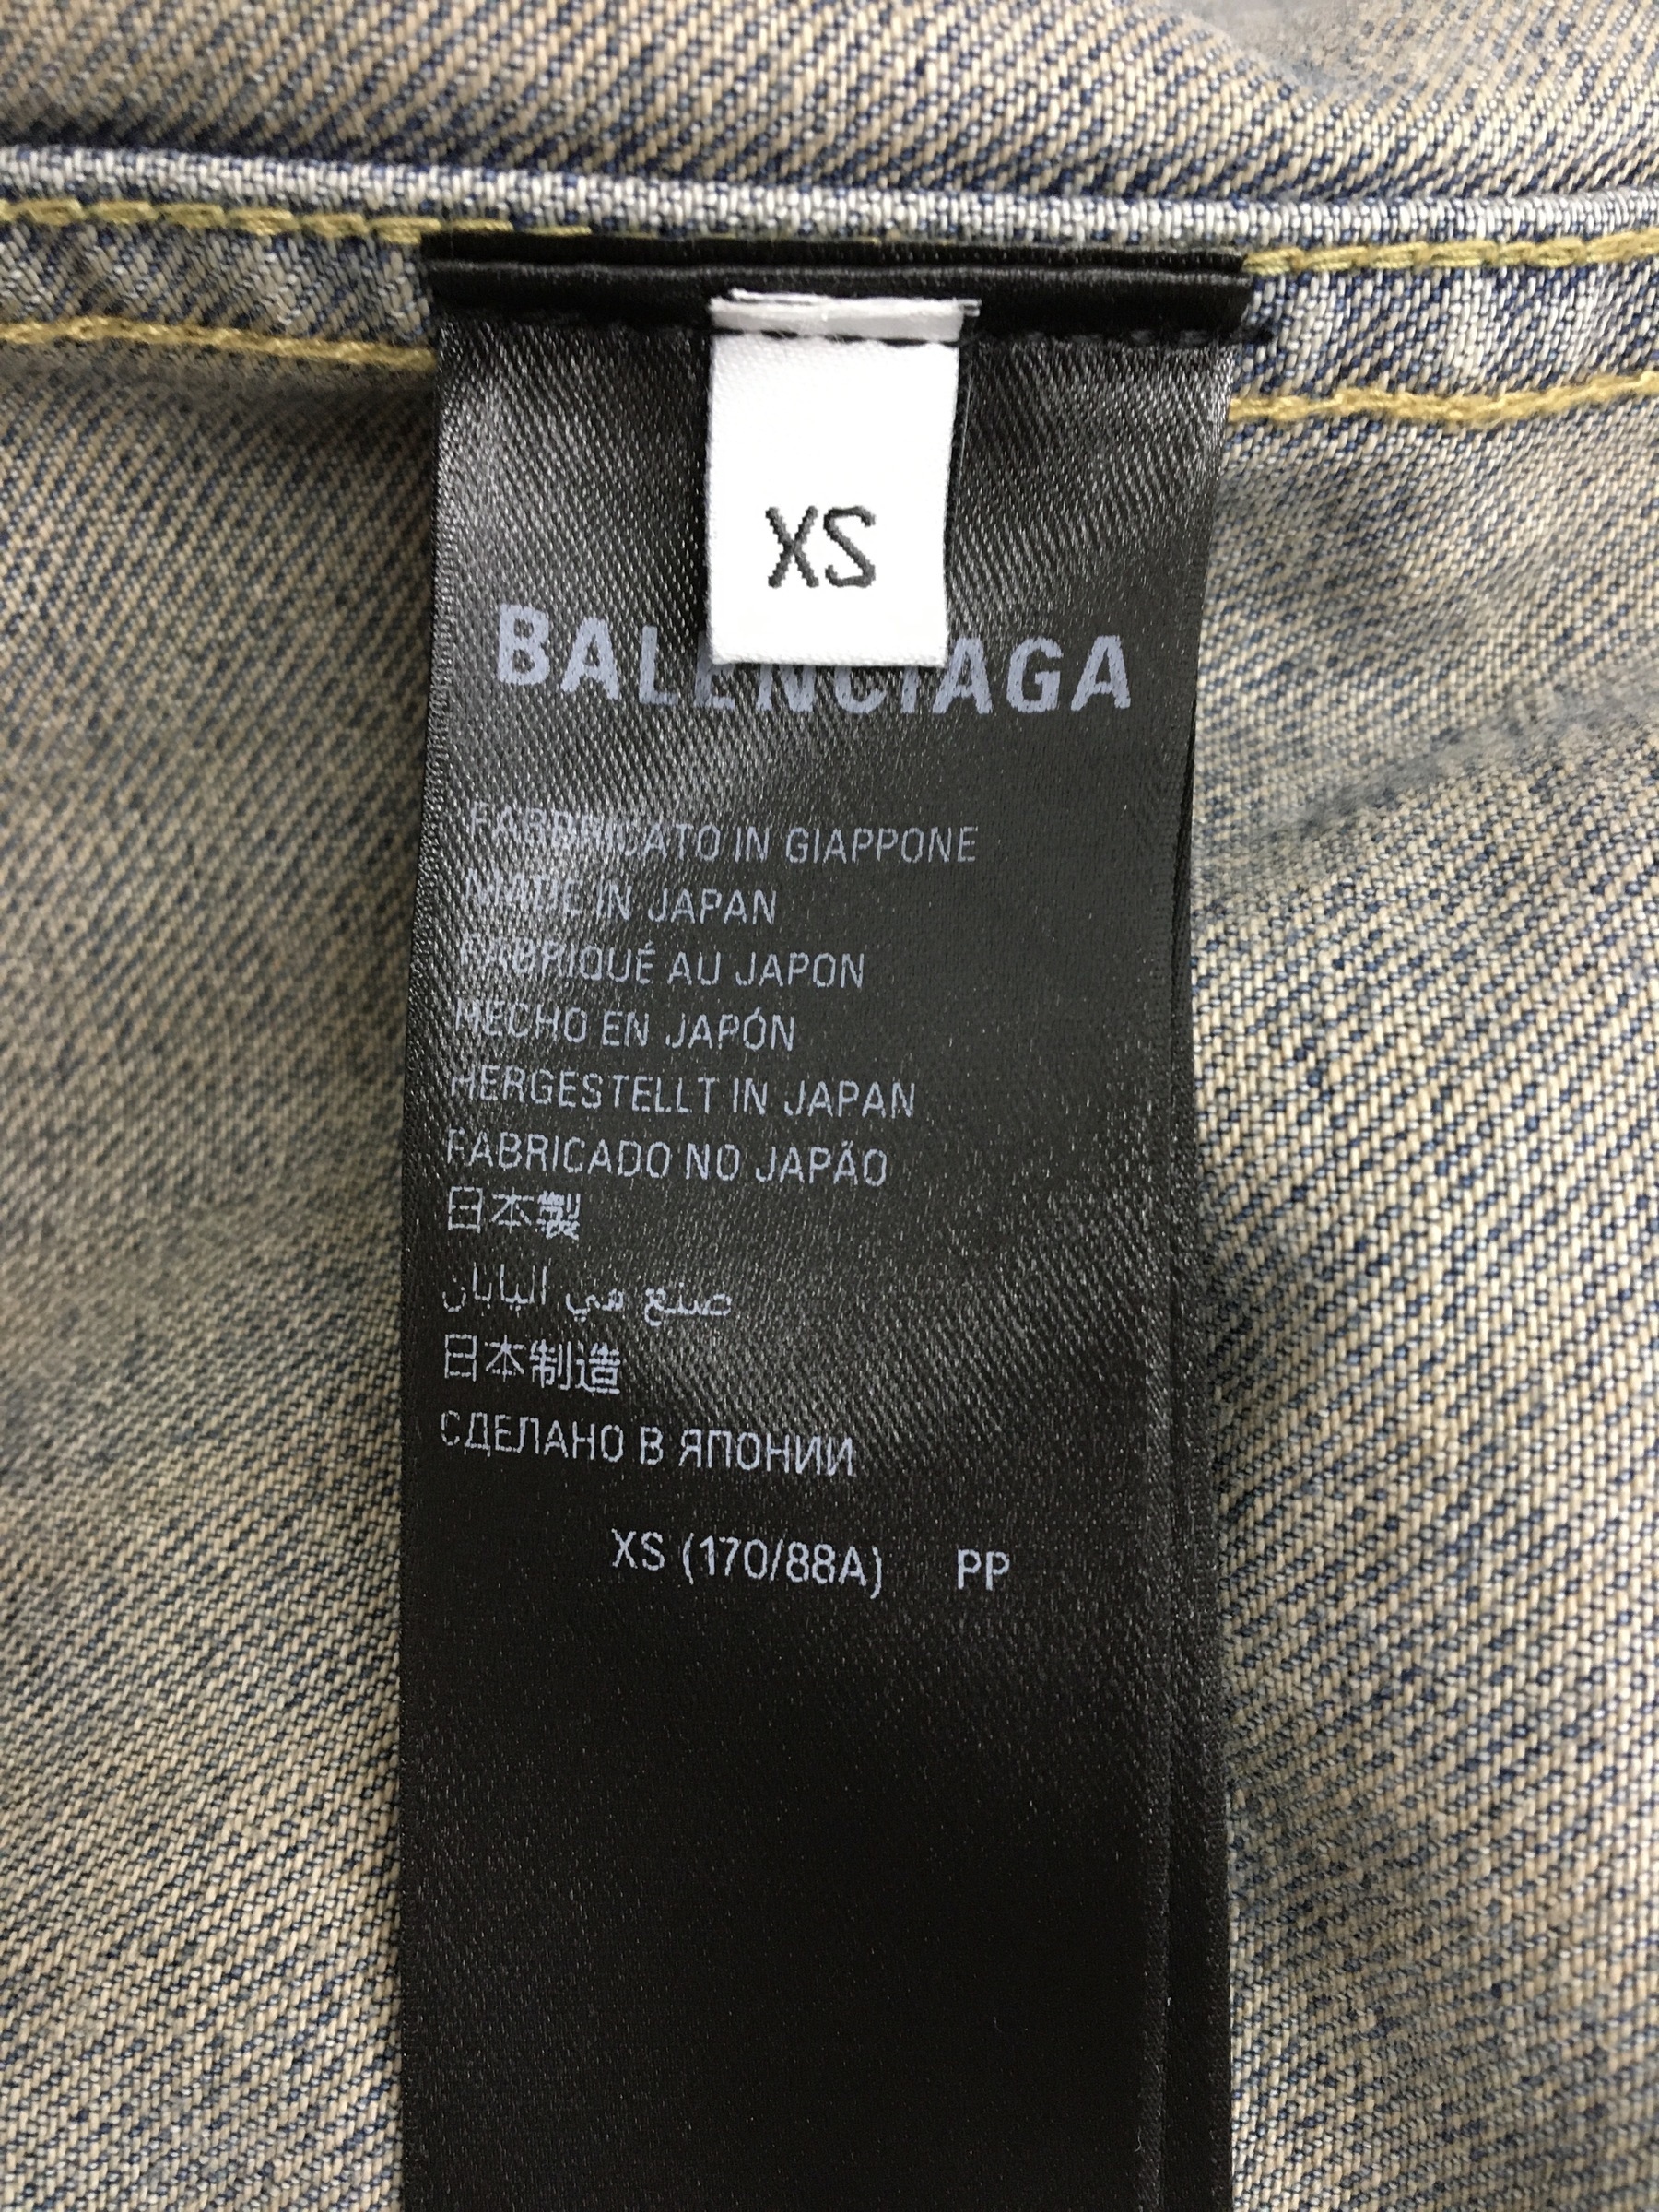 XS
BALENCIAGA
FABBRICATO IN GIAPPONE
MADE IN JAPAN
FABRIQUÉ AU JAPON
HECHO EN JAPÓN
HERGESTELLT IN JAPAN
FABRICADO NO JAPÃO
日本製
صنع في اليابان
日本制造
СДЕЛАНО В ЯПОНИИ
XS (170/88A) PP